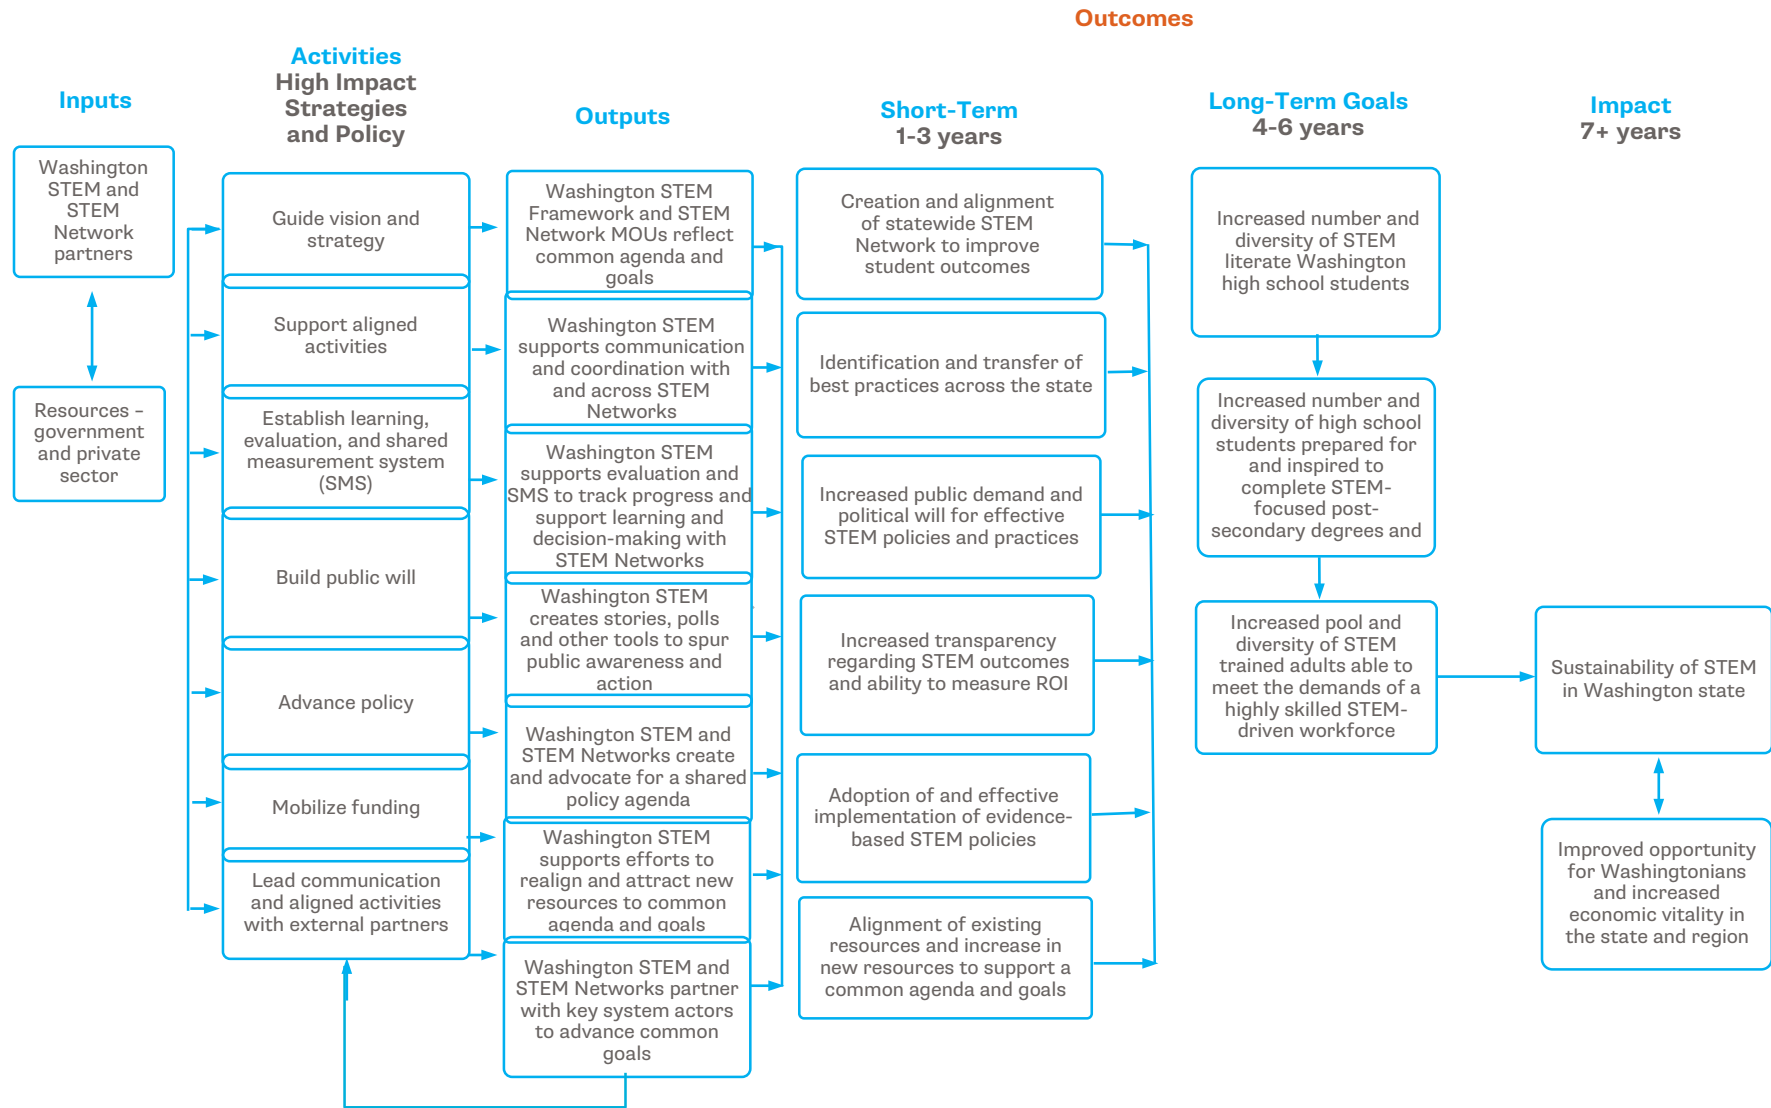 Outcomes
Inputs
Activities
High Impact
Strategies
and Policy
Outputs
Short-Term
1-3 years
Long-Term Goals
4-6 years
Impact
7+ years
Washington
STEM and
STEM
Network
partners
Resources –
government
and private
sector
Guide vision and
strategy
Support aligned
activities
Establish learning,
evaluation, and shared
measurement system
(SMS)
Build public will
Advance policy
Mobilize funding
Lead communication
and aligned activities
with external partners
Washington STEM
Framework and STEM
Network MOUs reflect
common agenda and
goals
Washington STEM
supports communication
and coordination with
and across STEM
Networks
Washington STEM
supports evaluation and
SMS to track progress and
support learning and
decision-making with
STEM Networks
Washington STEM
creates stories, polls
and other tools to spur
public awareness and
action
Washington STEM and
STEM Networks create
and advocate for a shared
policy agenda
Washington STEM
supports efforts to
realign and attract new
resources to common
agenda and goals
Washington STEM and
STEM Networks partner
with key system actors
to advance common
goals
Creation and alignment
of statewide STEM
Network to improve
student outcomes
Identification and transfer of
best practices across the state
Increased public demand and
political will for effective
STEM policies and practices
Increased transparency
regarding STEM outcomes
and ability to measure ROI
Adoption of and effective
implementation of evidence-
based STEM policies
Alignment of existing
resources and increase in
new resources to support a
common agenda and goals
Increased number and
diversity of STEM
literate Washington
high school students
Increased number and
diversity of high school
students prepared for
and inspired to
complete STEM-
focused post-
secondary degrees and
Increased pool and
diversity of STEM
trained adults able to
meet the demands of a
highly skilled STEM-
driven workforce
Sustainability of STEM
in Washington state
Improved opportunity
for Washingtonians
and increased
economic vitality in
the state and region